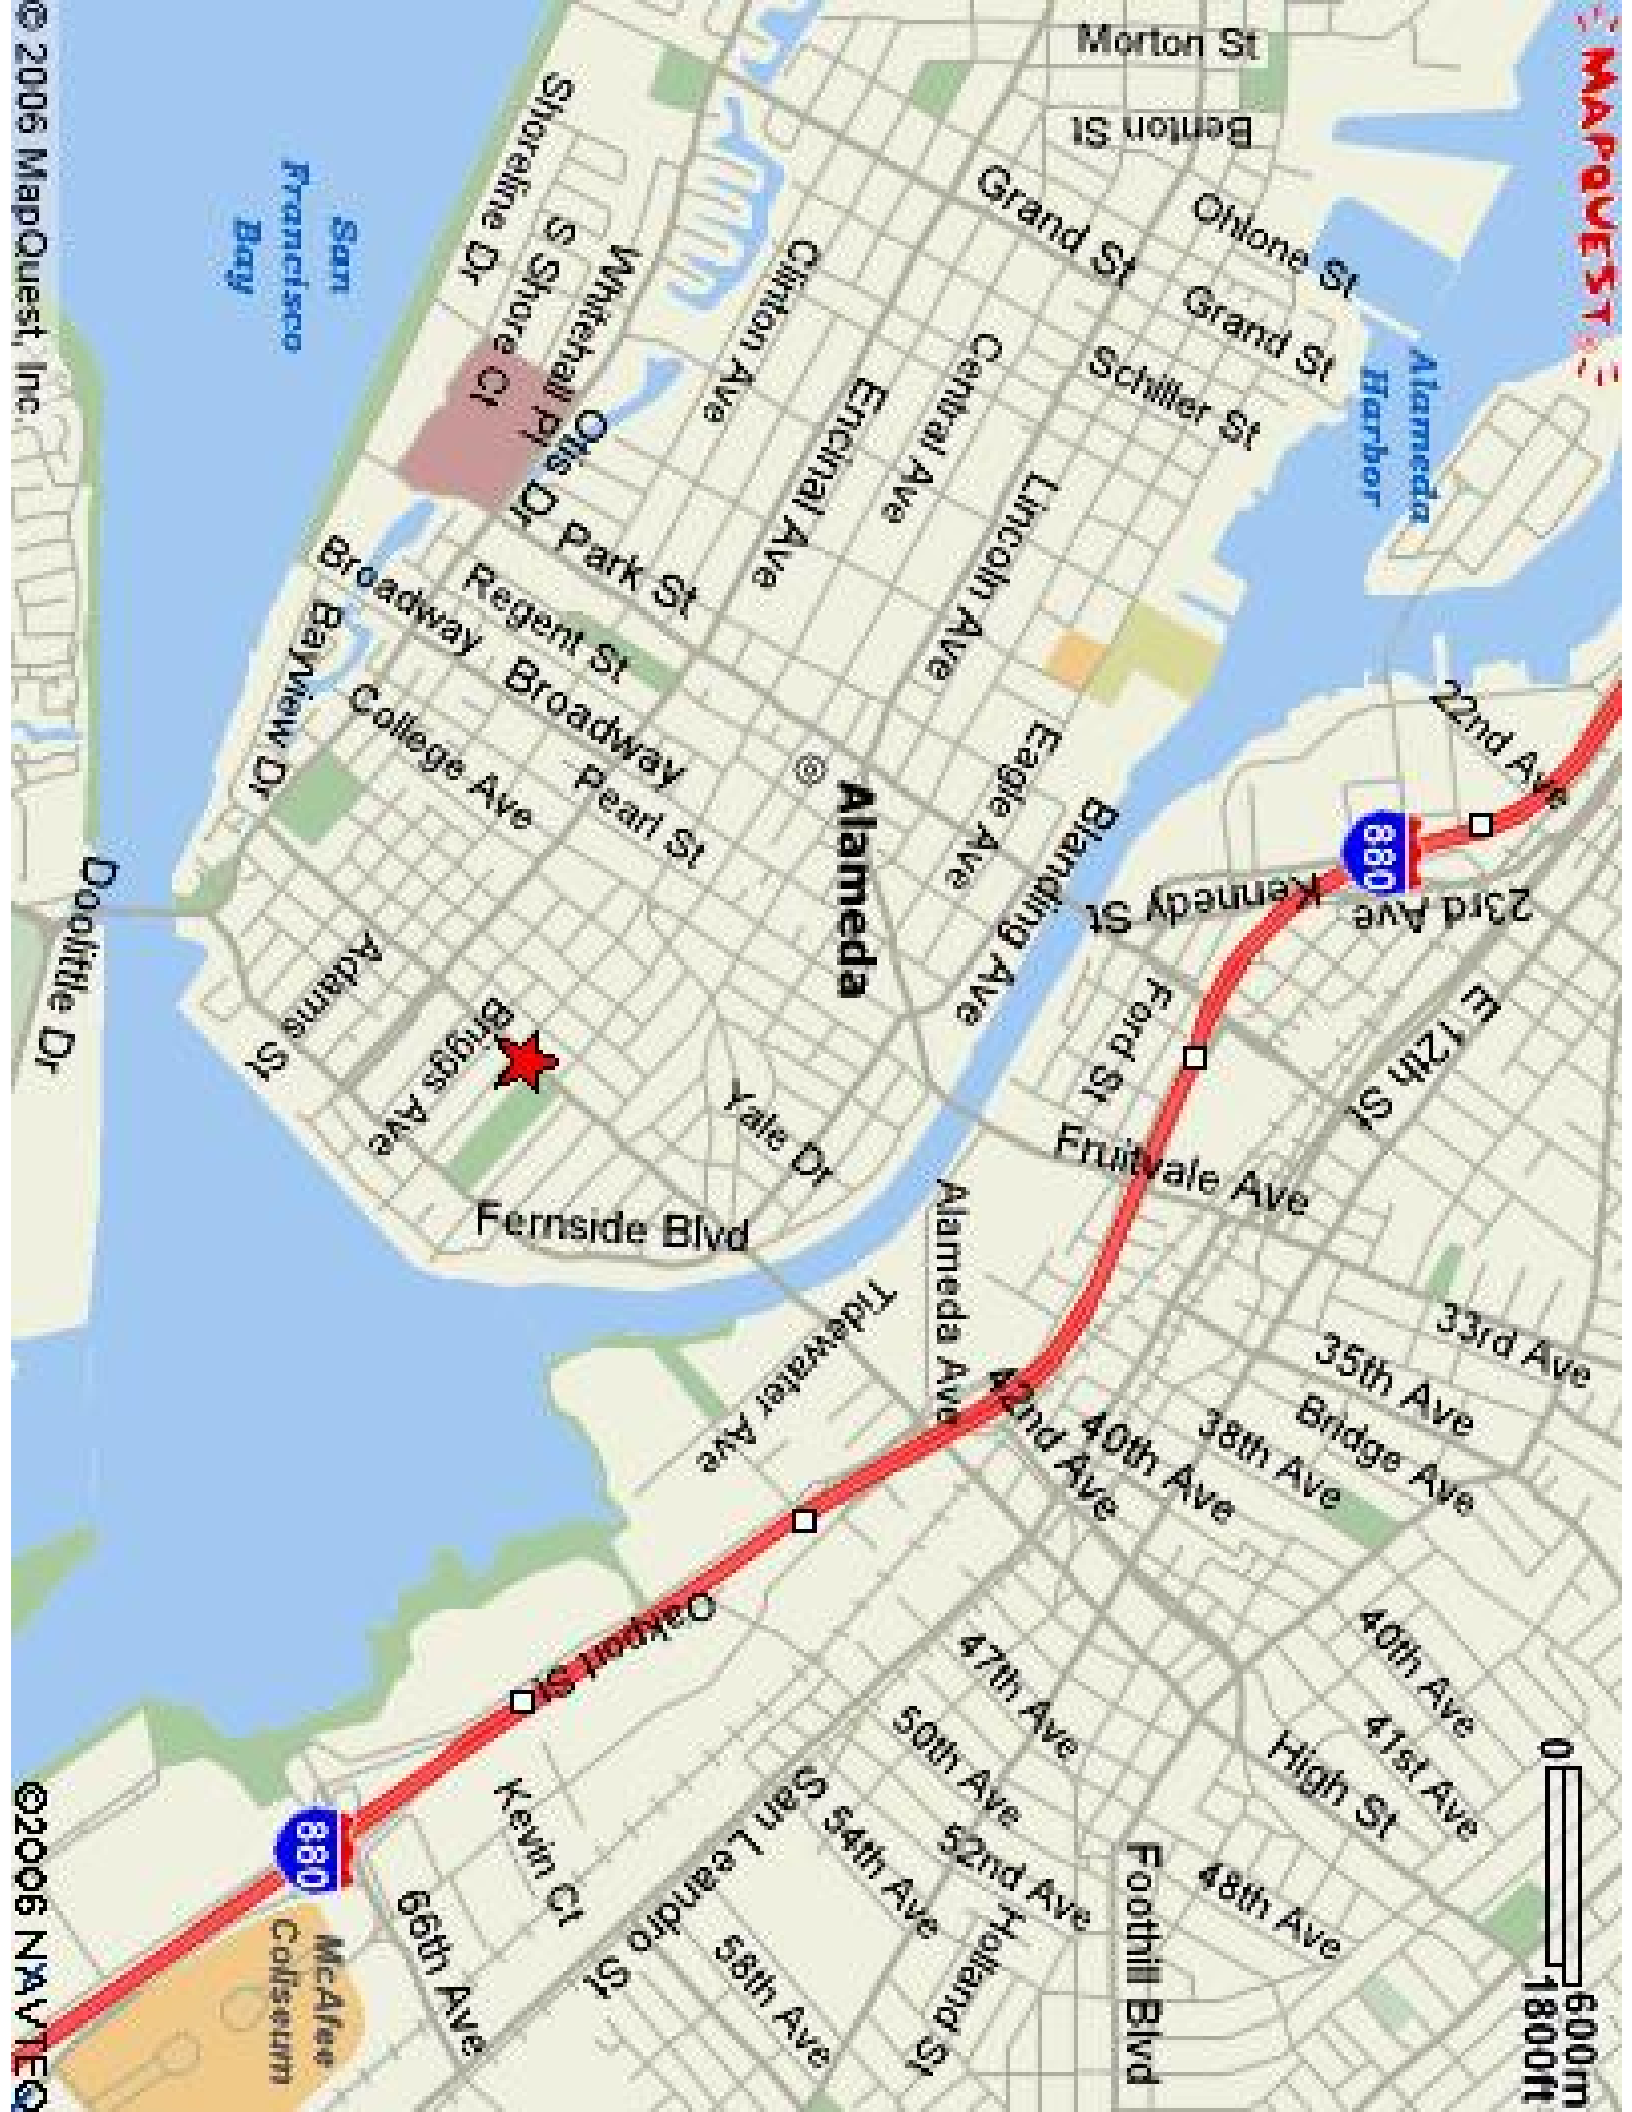 MAPQUEST
Morton St
Benton St
Ohlone St
Grand St
Grand St
Schiller St
Alameda
Harbor
Shoreline Dr
S Shore Ct
Whitehall Pl
Otis Dr
Clinton Ave
Encinal Ave
Central Ave
Lincoln Ave
San
Francisco
Bay
Park St
Regent St
Broadway
Broadway
Bayview Dr
College Ave
Pearl St
Eagle Ave
Blanding Ave
Alameda
22nd Ave
880
23rd Ave
Kennedy St
E 12th St
Ford St
Fruitvale Ave
Doolittle Dr
Adams St
Briggs Ave
Yale Dr
Fernside Blvd
Alameda Ave
Tidewater Ave
33rd Ave
35th Ave
Bridge Ave
38th Ave
40th Ave
42nd Ave
Oakport St
47th Ave
40th Ave
41st Ave
High St
50th Ave
52nd Ave
54th Ave
48th Ave
Kevin Ct
San Leandro St
Holland St
58th Ave
66th Ave
Foothill Blvd
880
McAfee
Coliseum
0
600m
1800ft
© 2006 MapQuest, Inc.
©2006 NAVTEQ